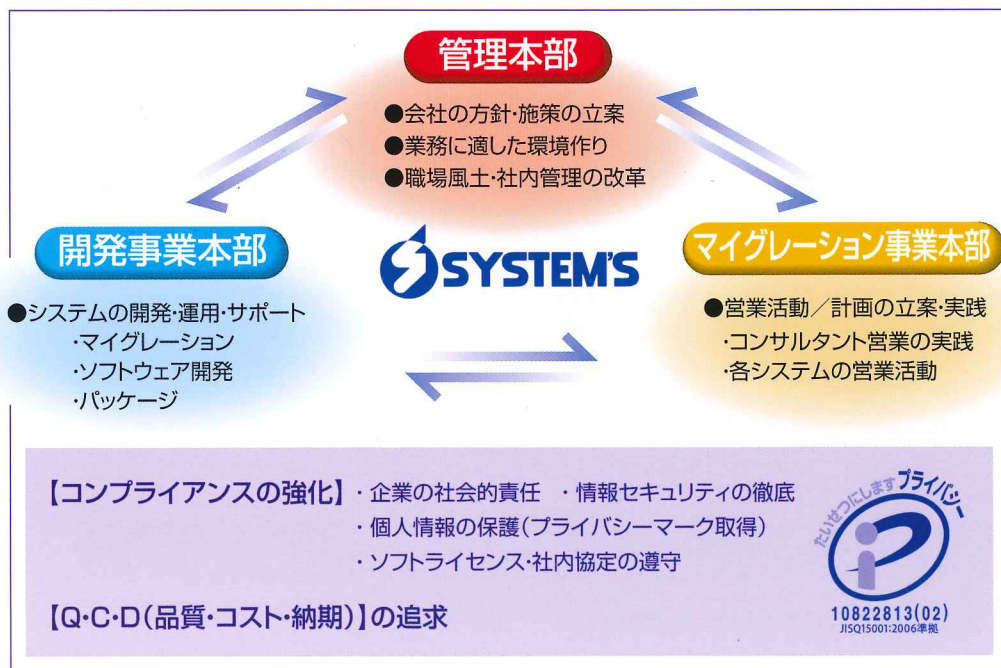 管理本部
●会社の方針・施策の立案
●業務に適した環境作り
●職場風土・社内管理の改革
開発事業本部
●システムの開発・運用・サポート
・マイグレーション
・ソフトウェア開発
・パッケージ
SYSTEM'S
マイグレーション事業本部
●営業活動／計画の立案・実践
・コンサルタント営業の実践
・各システムの営業活動
【コンプライアンスの強化】 ・企業の社会的責任 ・情報セキュリティの徹底
・個人情報の保護(プライバシーマーク取得)
・ソフトライセンス・社内協定の遵守
【Q・C・D(品質・コスト・納期)】の追求
たいせつにしますプライバシー
10822813(02)
JISQ15001:2006準拠